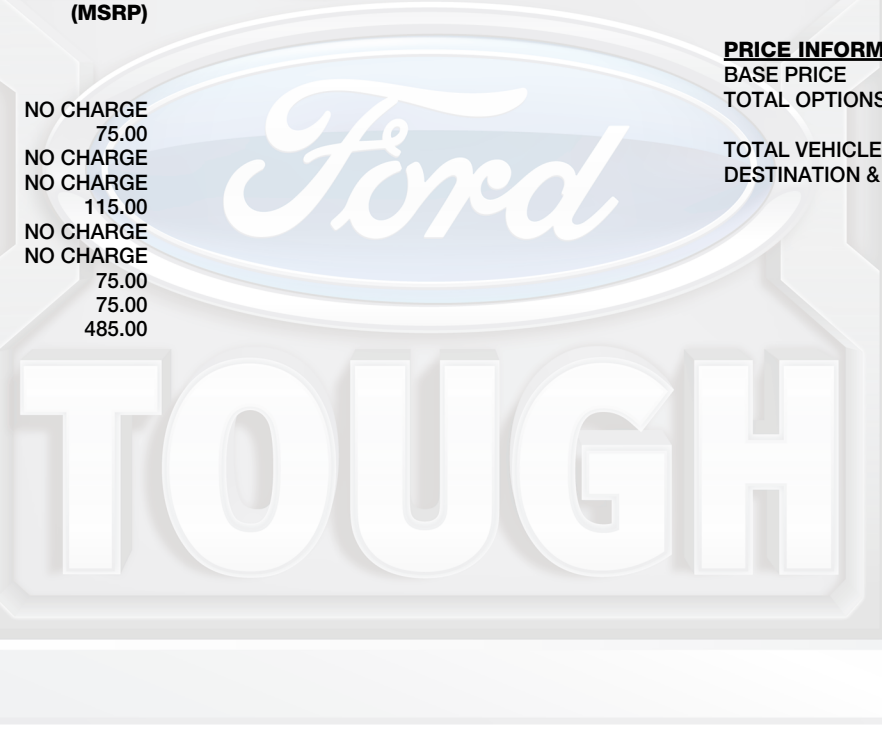 (MSRP)
NO CHARGE
75.00
NO CHARGE
NO CHARGE
115.00
NO CHARGE
NO CHARGE
75.00
75.00
485.00
PRICE INFORM
BASE PRICE
TOTAL OPTIONS
TOTAL VEHICLE
DESTINATION &
Ford
TOUGH